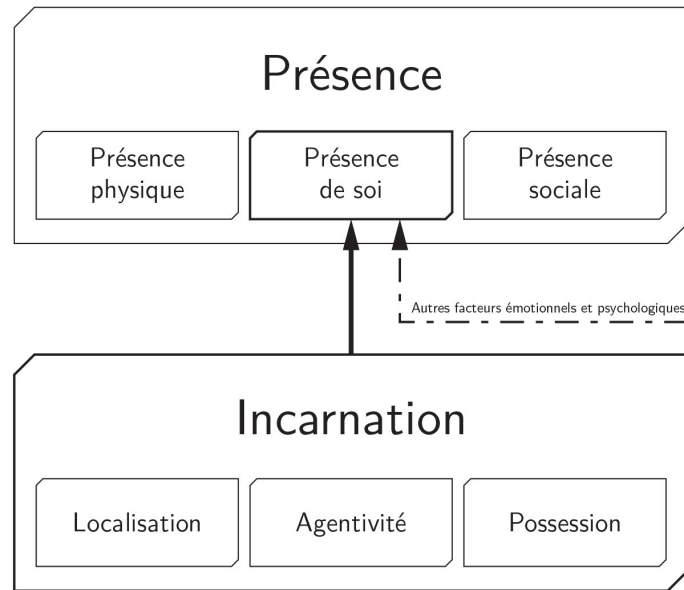 Présence
Présence
physique
Présence
de soi
Présence
sociale
Autres facteurs émotionnels et psychologiques
Incarnation
Localisation
Agentivité
Possession